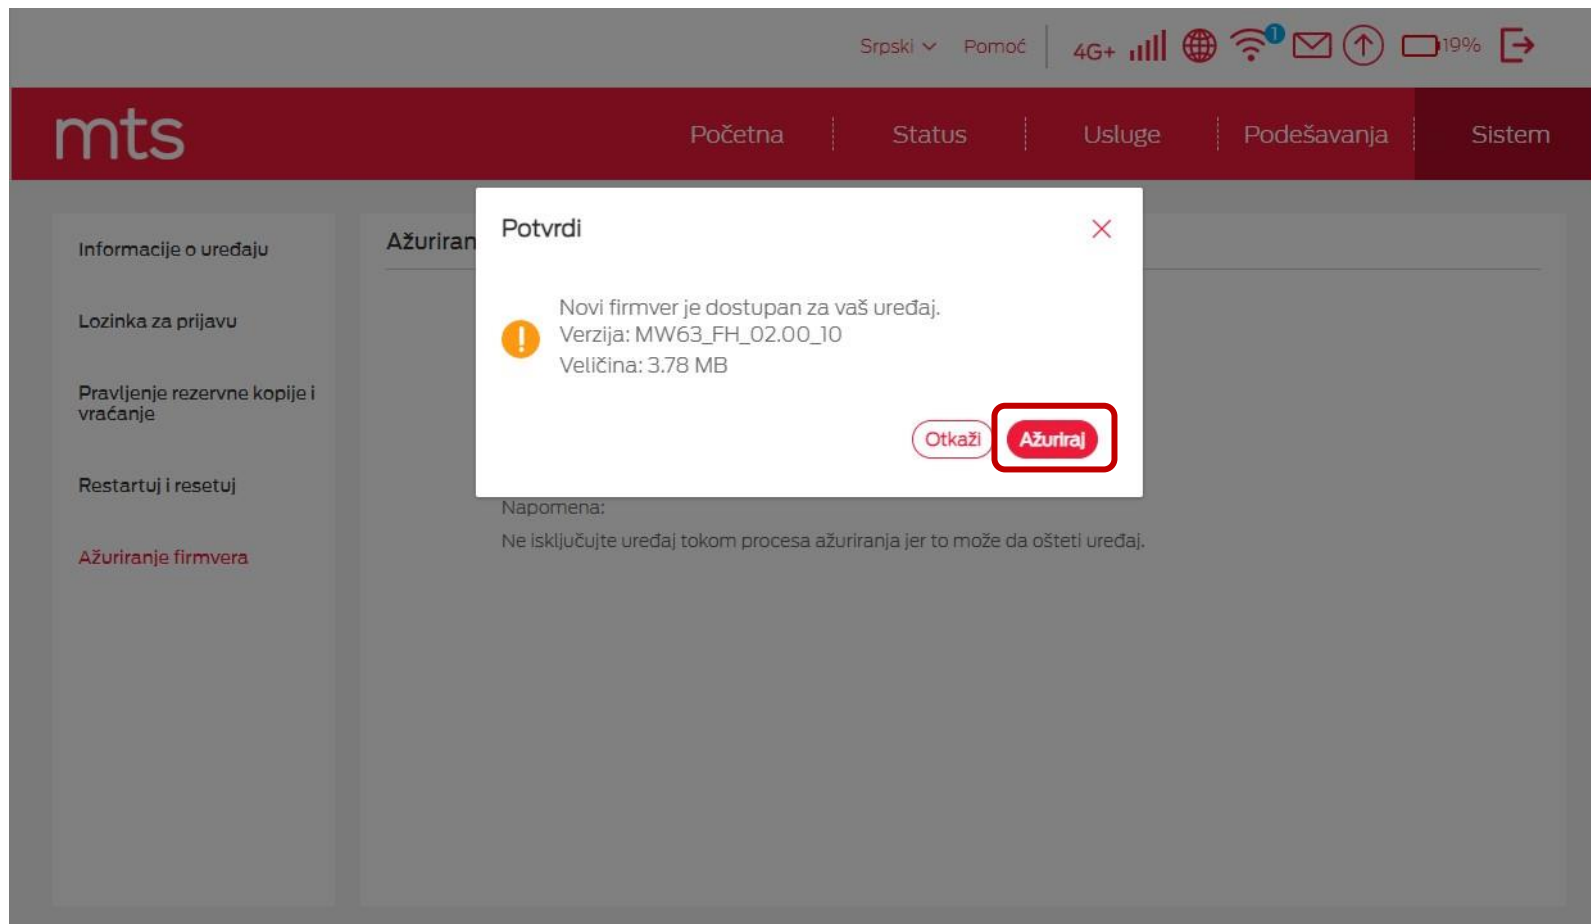 Srpski Pomoć 4G+ 1 19%
mts
Početna Status Usluge Podešavanja Sistem
Informacije o uređaju
Lozinka za prijavu
Pravljenje rezervne kopije i
vraćanje
Restartuj i resetuj
Ažuriranje firmvera
Ažuriran
Potvrdi
Novi firmver je dostupan za vaš uređaj.
Verzija: MW63_FH_02.00_10
Veličina: 3.78 MB
Otkaži Ažuriraj
Napomena:
Ne isključujte uređaj tokom procesa ažuriranja jer to može da ošteti uređaj.